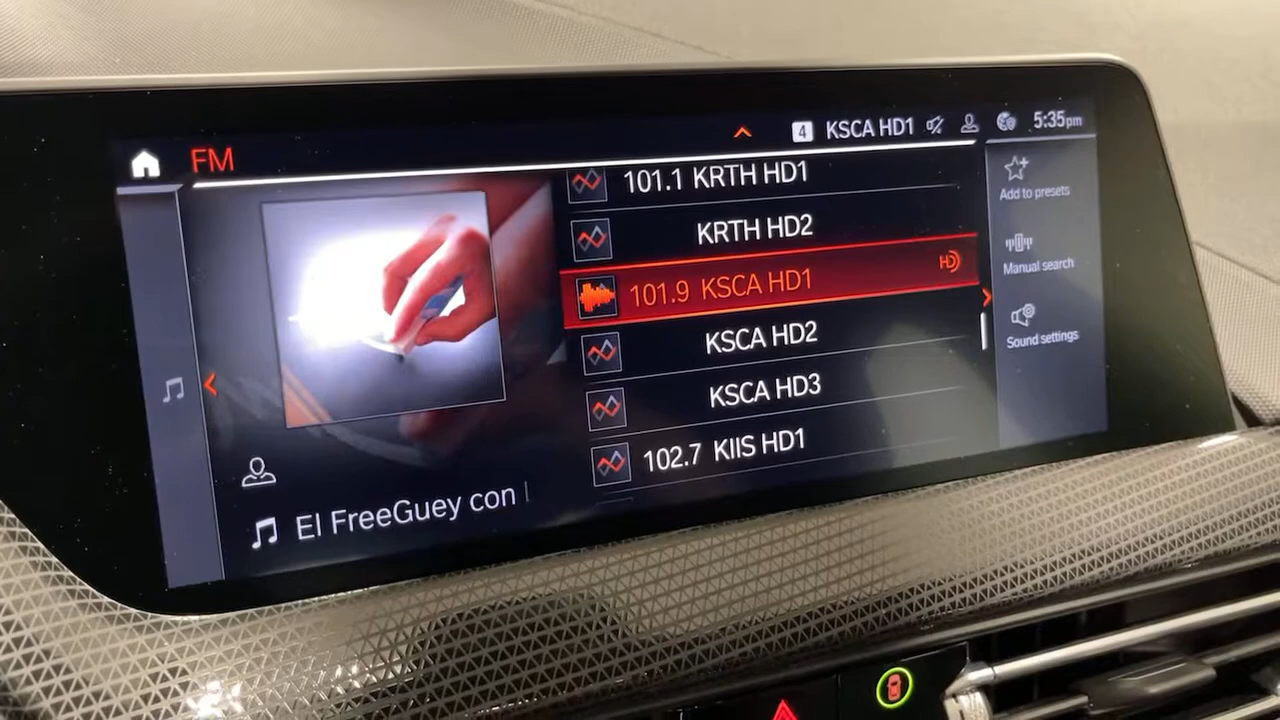 FM
4 KSCA HD1 5:35pm
101.1 KRTH HD1
KRTH HD2
101.9 KSCA HD1 HD
KSCA HD2
KSCA HD3
102.7 KIIS HD1
Add to presets
Manual search
Sound settings
El FreeGuey con